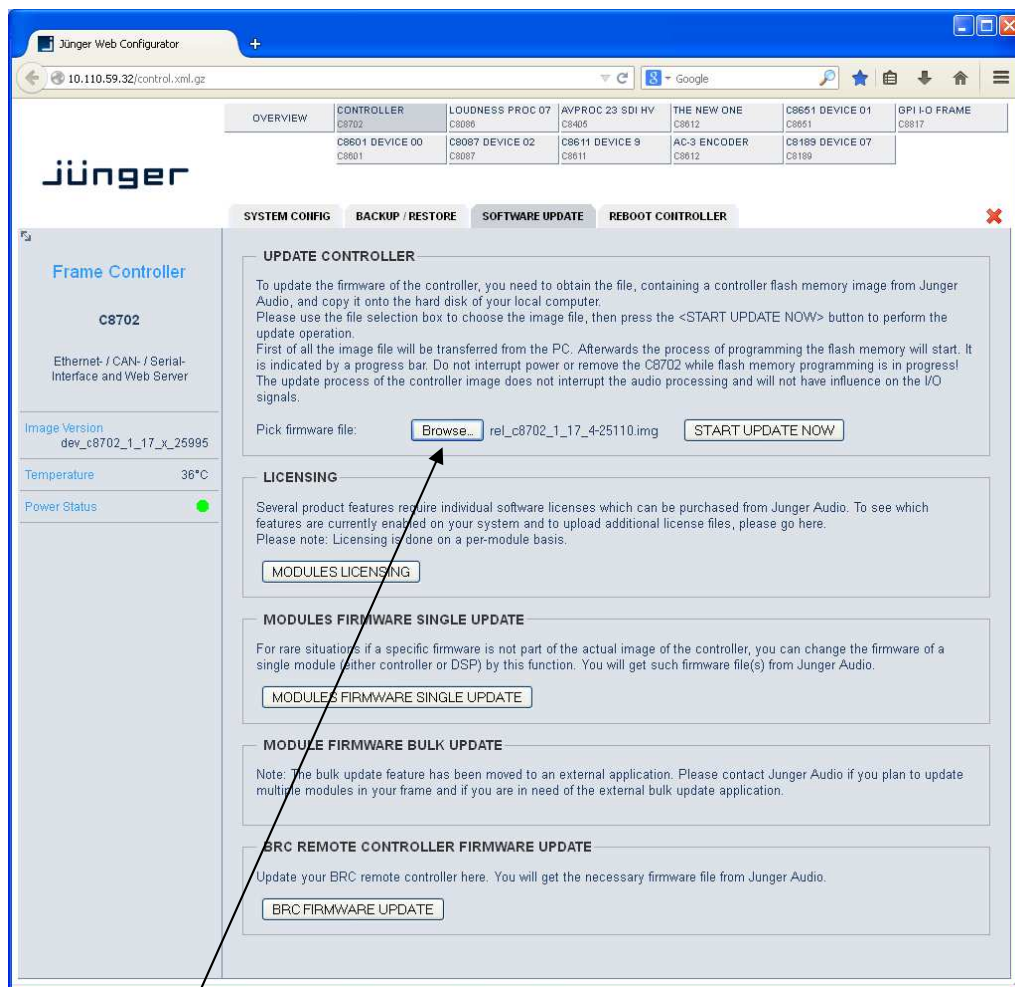 Jünger Web Configurator
10.110.59.32/control.xml.gz
Google
OVERVIEW
CONTROLLER
C8702
LOUDNESS PROC 07
C8086
AVPROC 23 SDI HV
C8405
THE NEW ONE
C8612
C8651 DEVICE 01
C8651
GPI I-O FRAME
C8817
C8601 DEVICE 00
C8601
C8087 DEVICE 02
C8087
C8611 DEVICE 9
C8611
AC-3 ENCODER
C8612
C8189 DEVICE 07
C8189
jünger
SYSTEM CONFIG
BACKUP / RESTORE
SOFTWARE UPDATE
REBOOT CONTROLLER
Frame Controller
C8702
Ethernet- / CAN- / Serial-
Interface and Web Server
Image Version
dev_c8702_1_17_x_25995
Temperature 36°C
Power Status
UPDATE CONTROLLER
To update the firmware of the controller, you need to obtain the file, containing a controller flash memory image from Junger
Audio, and copy it onto the hard disk of your local computer.
Please use the file selection box to choose the image file, then press the <START UPDATE NOW> button to perform the
update operation.
First of all the image file will be transferred from the PC. Afterwards the process of programming the flash memory will start. It
is indicated by a progress bar. Do not interrupt power or remove the C8702 while flash memory programming is in progress!
The update process of the controller image does not interrupt the audio processing and will not have influence on the I/O
signals.
Pick firmware file: Browse... rel_c8702_1_17_4-25110.img START UPDATE NOW
LICENSING
Several product features require individual software licenses which can be purchased from Junger Audio. To see which
features are currently enabled on your system and to upload additional license files, please go here.
Please note: Licensing is done on a per-module basis.
MODULES LICENSING
MODULES FIRMWARE SINGLE UPDATE
For rare situations if a specific firmware is not part of the actual image of the controller, you can change the firmware of a
single module (either controller or DSP) by this function. You will get such firmware file(s) from Junger Audio.
MODULES FIRMWARE SINGLE UPDATE
MODULE FIRMWARE BULK UPDATE
Note: The bulk update feature has been moved to an external application. Please contact Junger Audio if you plan to update
multiple modules in your frame and if you are in need of the external bulk update application.
BRC REMOTE CONTROLLER FIRMWARE UPDATE
Update your BRC remote controller here. You will get the necessary firmware file from Junger Audio.
BRC FIRMWARE UPDATE